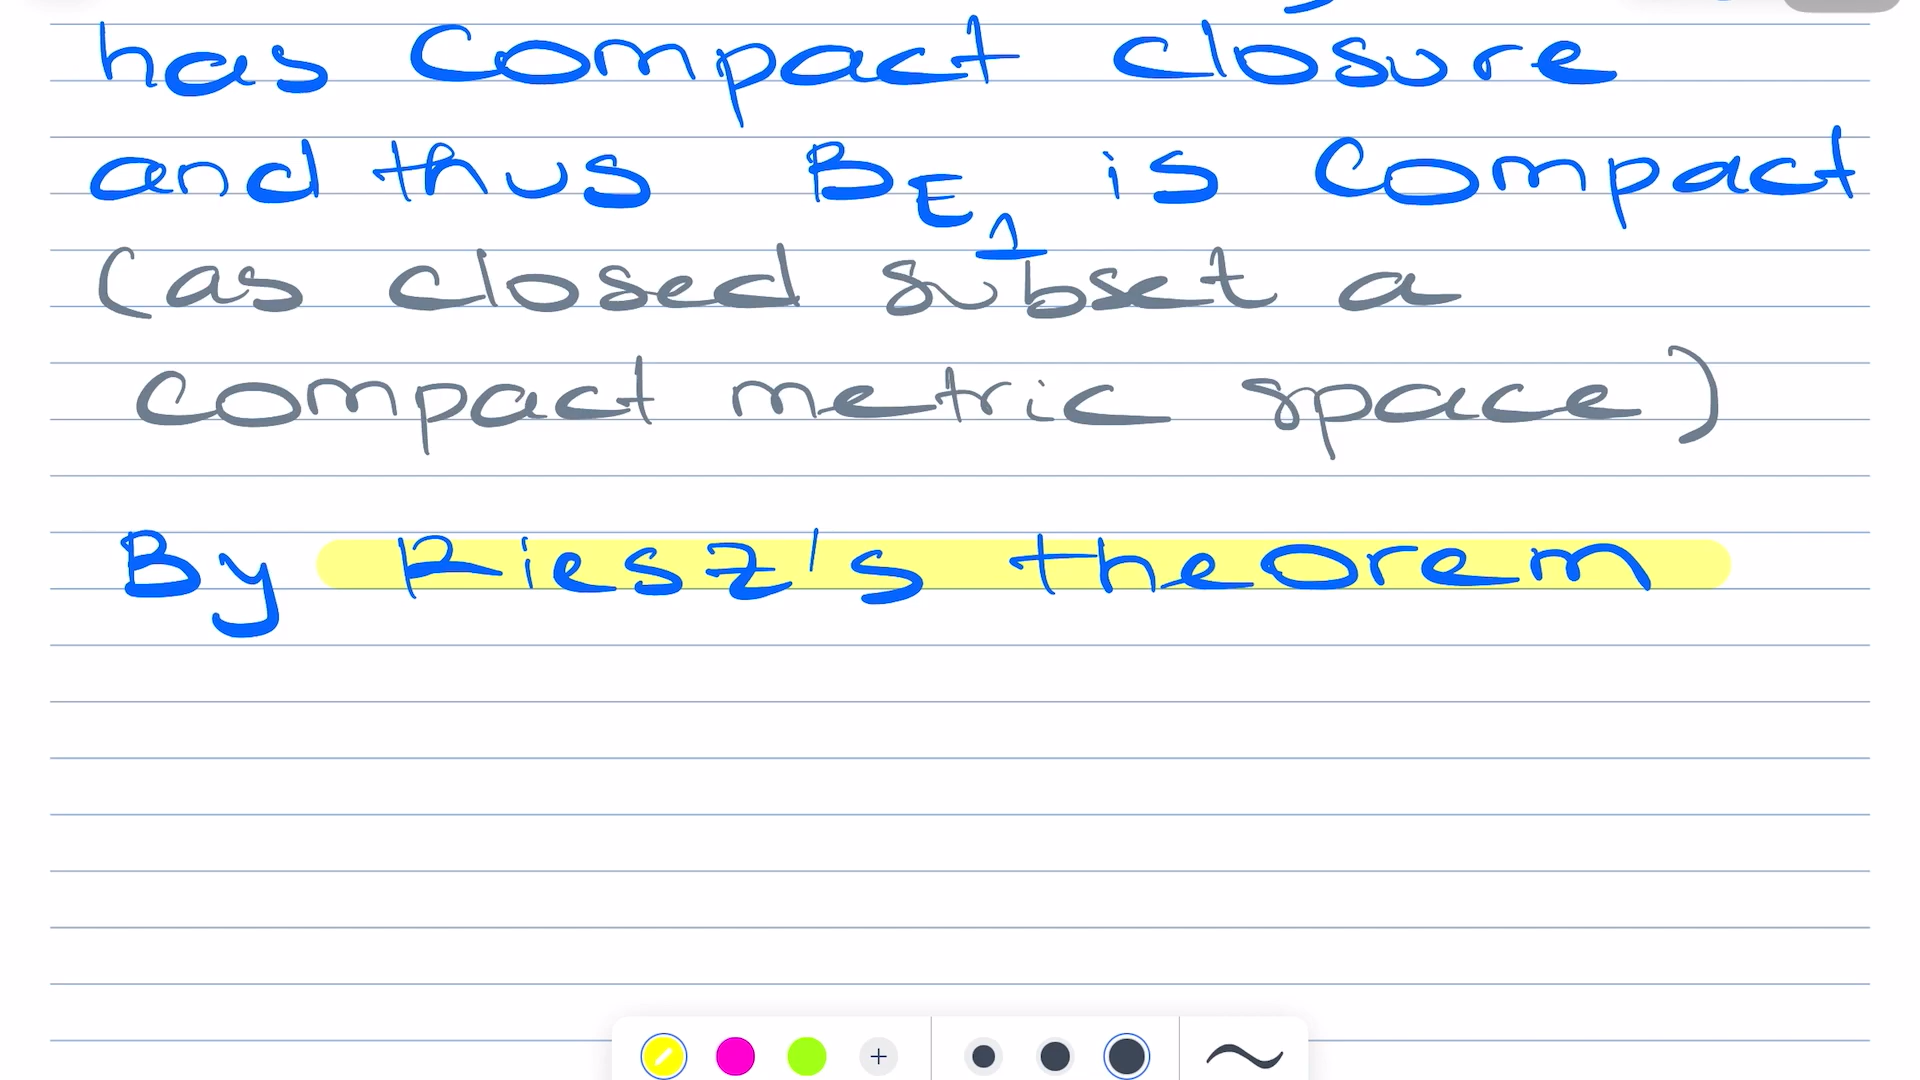 has compact closure
and thus B_{E_1} is compact
(as closed subset a
compact metric space)
By Riesz's theorem